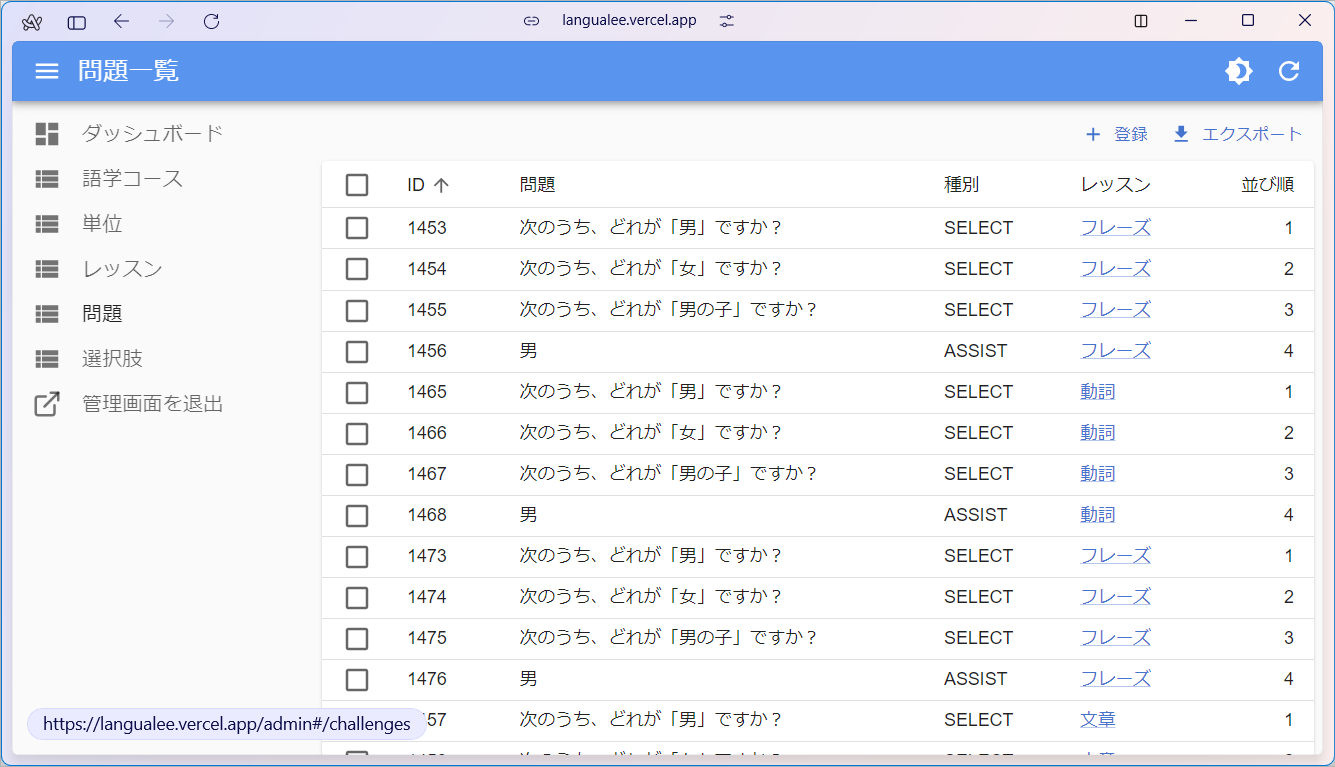 langualee.vercel.app
問題一覧
ダッシュボード
語学コース
単位
レッスン
問題
選択肢
管理画面を退出
登録 エクスポート
ID 問題 種別 レッスン 並び順
1453 次のうち、どれが「男」ですか？ SELECT フレーズ 1
1454 次のうち、どれが「女」ですか？ SELECT フレーズ 2
1455 次のうち、どれが「男の子」ですか？ SELECT フレーズ 3
1456 男 ASSIST フレーズ 4
1465 次のうち、どれが「男」ですか？ SELECT 動詞 1
1466 次のうち、どれが「女」ですか？ SELECT 動詞 2
1467 次のうち、どれが「男の子」ですか？ SELECT 動詞 3
1468 男 ASSIST 動詞 4
1473 次のうち、どれが「男」ですか？ SELECT フレーズ 1
1474 次のうち、どれが「女」ですか？ SELECT フレーズ 2
1475 次のうち、どれが「男の子」ですか？ SELECT フレーズ 3
1476 男 ASSIST フレーズ 4
57 次のうち、どれが「男」ですか？ SELECT 文章 1
https://langualee.vercel.app/admin#/challenges